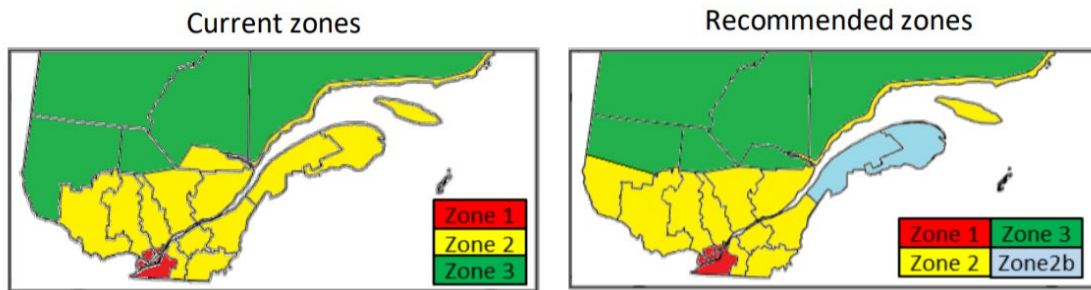 Current zones
Zone 1
Zone 2
Zone 3
Recommended zones
Zone 1 Zone 3
Zone 2 Zone2b